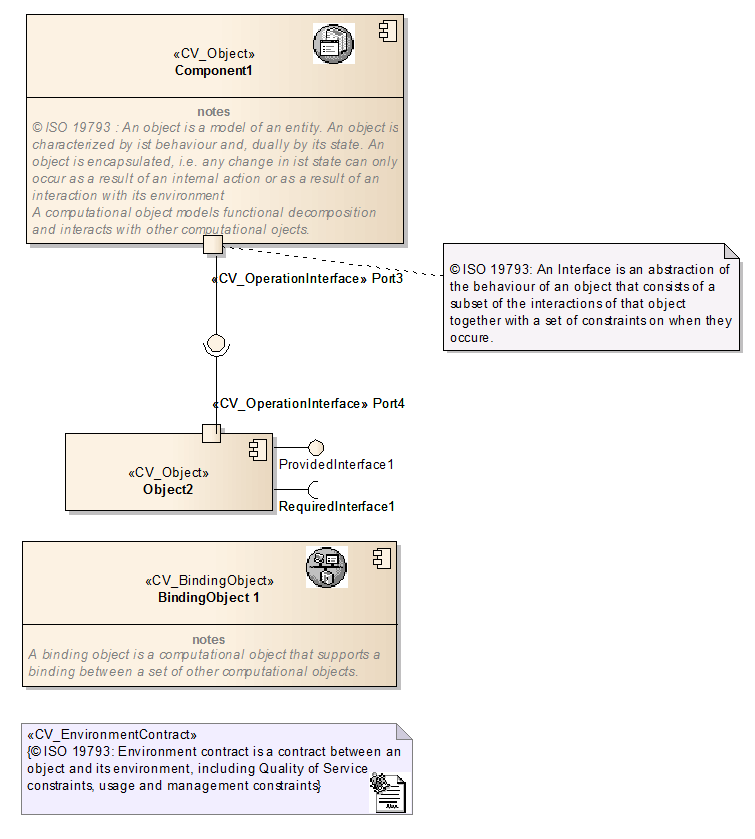 «CV_Object»
Component1
notes
© ISO 19793 : An object is a model of an entity. An object is
characterized by ist behaviour and, dually by its state. An
object is encapsulated, i.e. any change in ist state can only
occur as a result of an internal action or as a result of an
interaction with its environment
A computational object models functional decomposition
and interacts with other computational ojects.
«CV_OperationInterface» Port3
© ISO 19793: An Interface is an abstraction of
the behaviour of an object that consists of a
subset of the interactions of that object
together with a set of constraints on when they
occure.
«CV_OperationInterface» Port4
«CV_Object»
Object2
ProvidedInterface1
RequiredInterface1
«CV_BindingObject»
BindingObject 1
notes
A binding object is a computational object that supports a
binding between a set of other computational objects.
«CV_EnvironmentContract»
{© ISO 19793: Environment contract is a contract between an
object and its environment, including Quality of Service
constraints, usage and management constraints}